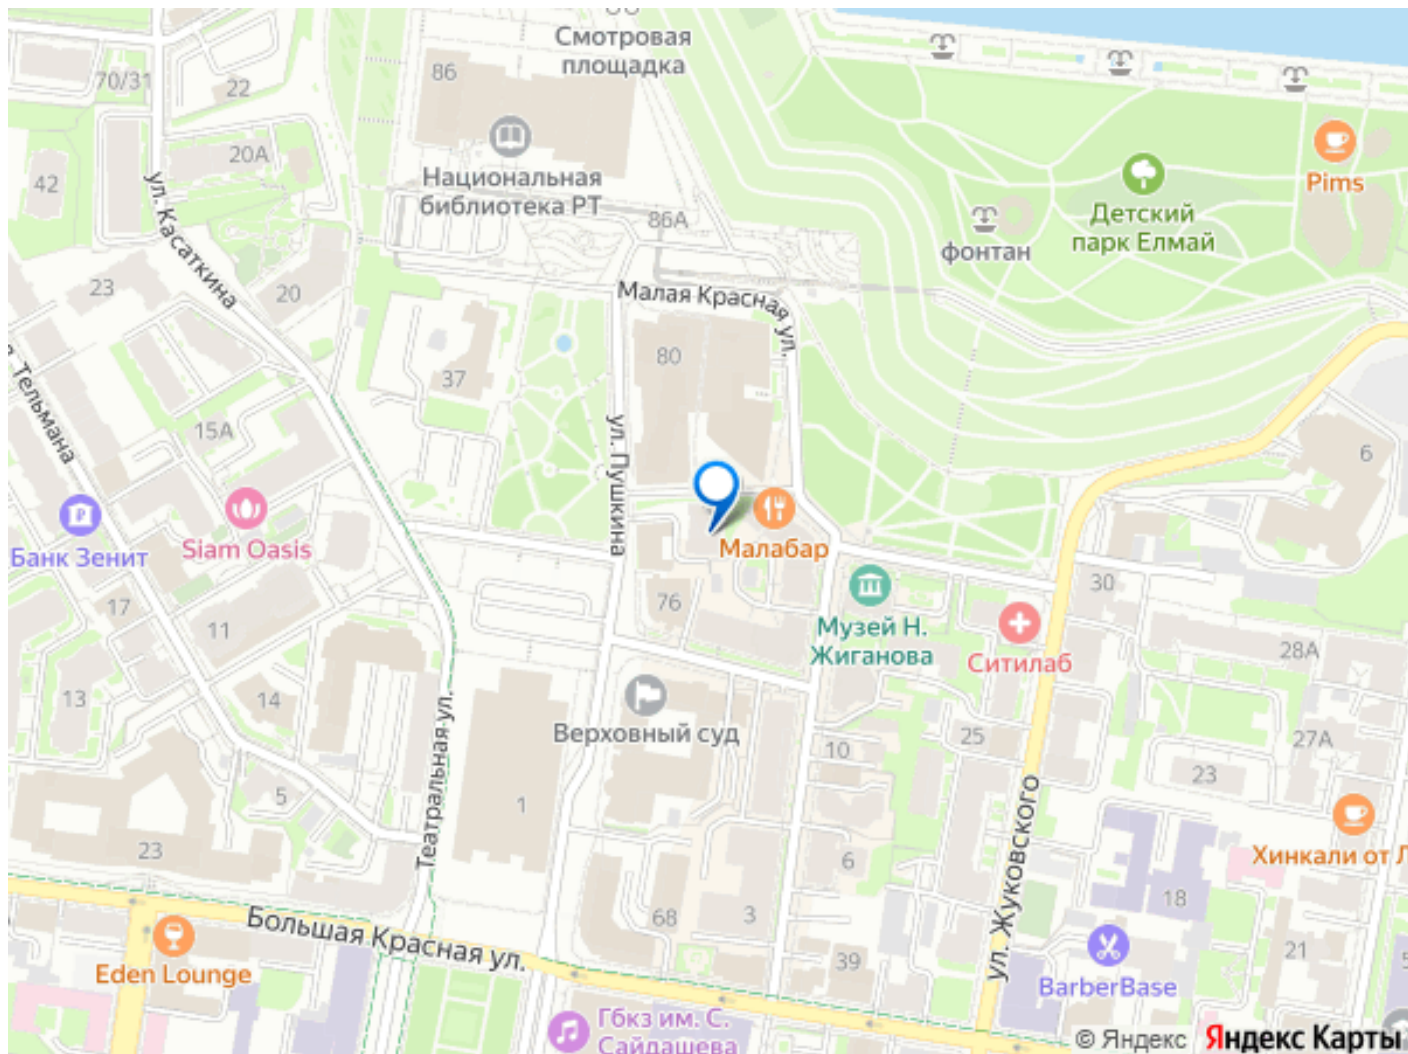 Смотровая
площадка
86
70/31
22
20А
42
Национальная
библиотека РТ
86А
Pims
Детский
парк Елмай
фонтан
ул. Касаткина
23
20
Малая Красная ул.
80
37
л. Тельмана
15А
ул. Пушкина
6
Банк Зенит
Siam Oasis
Малабар
17
11
76
30
Музей Н.
Жиганова
Ситилаб
28А
13
14
Верховный суд
10
25
27А
23
5
1
Театральная ул.
ул. Жуковского
23
6
Хинкали от Л
18
68
3
Большая Красная ул.
39
21
Eden Lounge
BarberBase
5
Гбкз им. С.
Сайдашева
© Яндекс Яндекс Карты